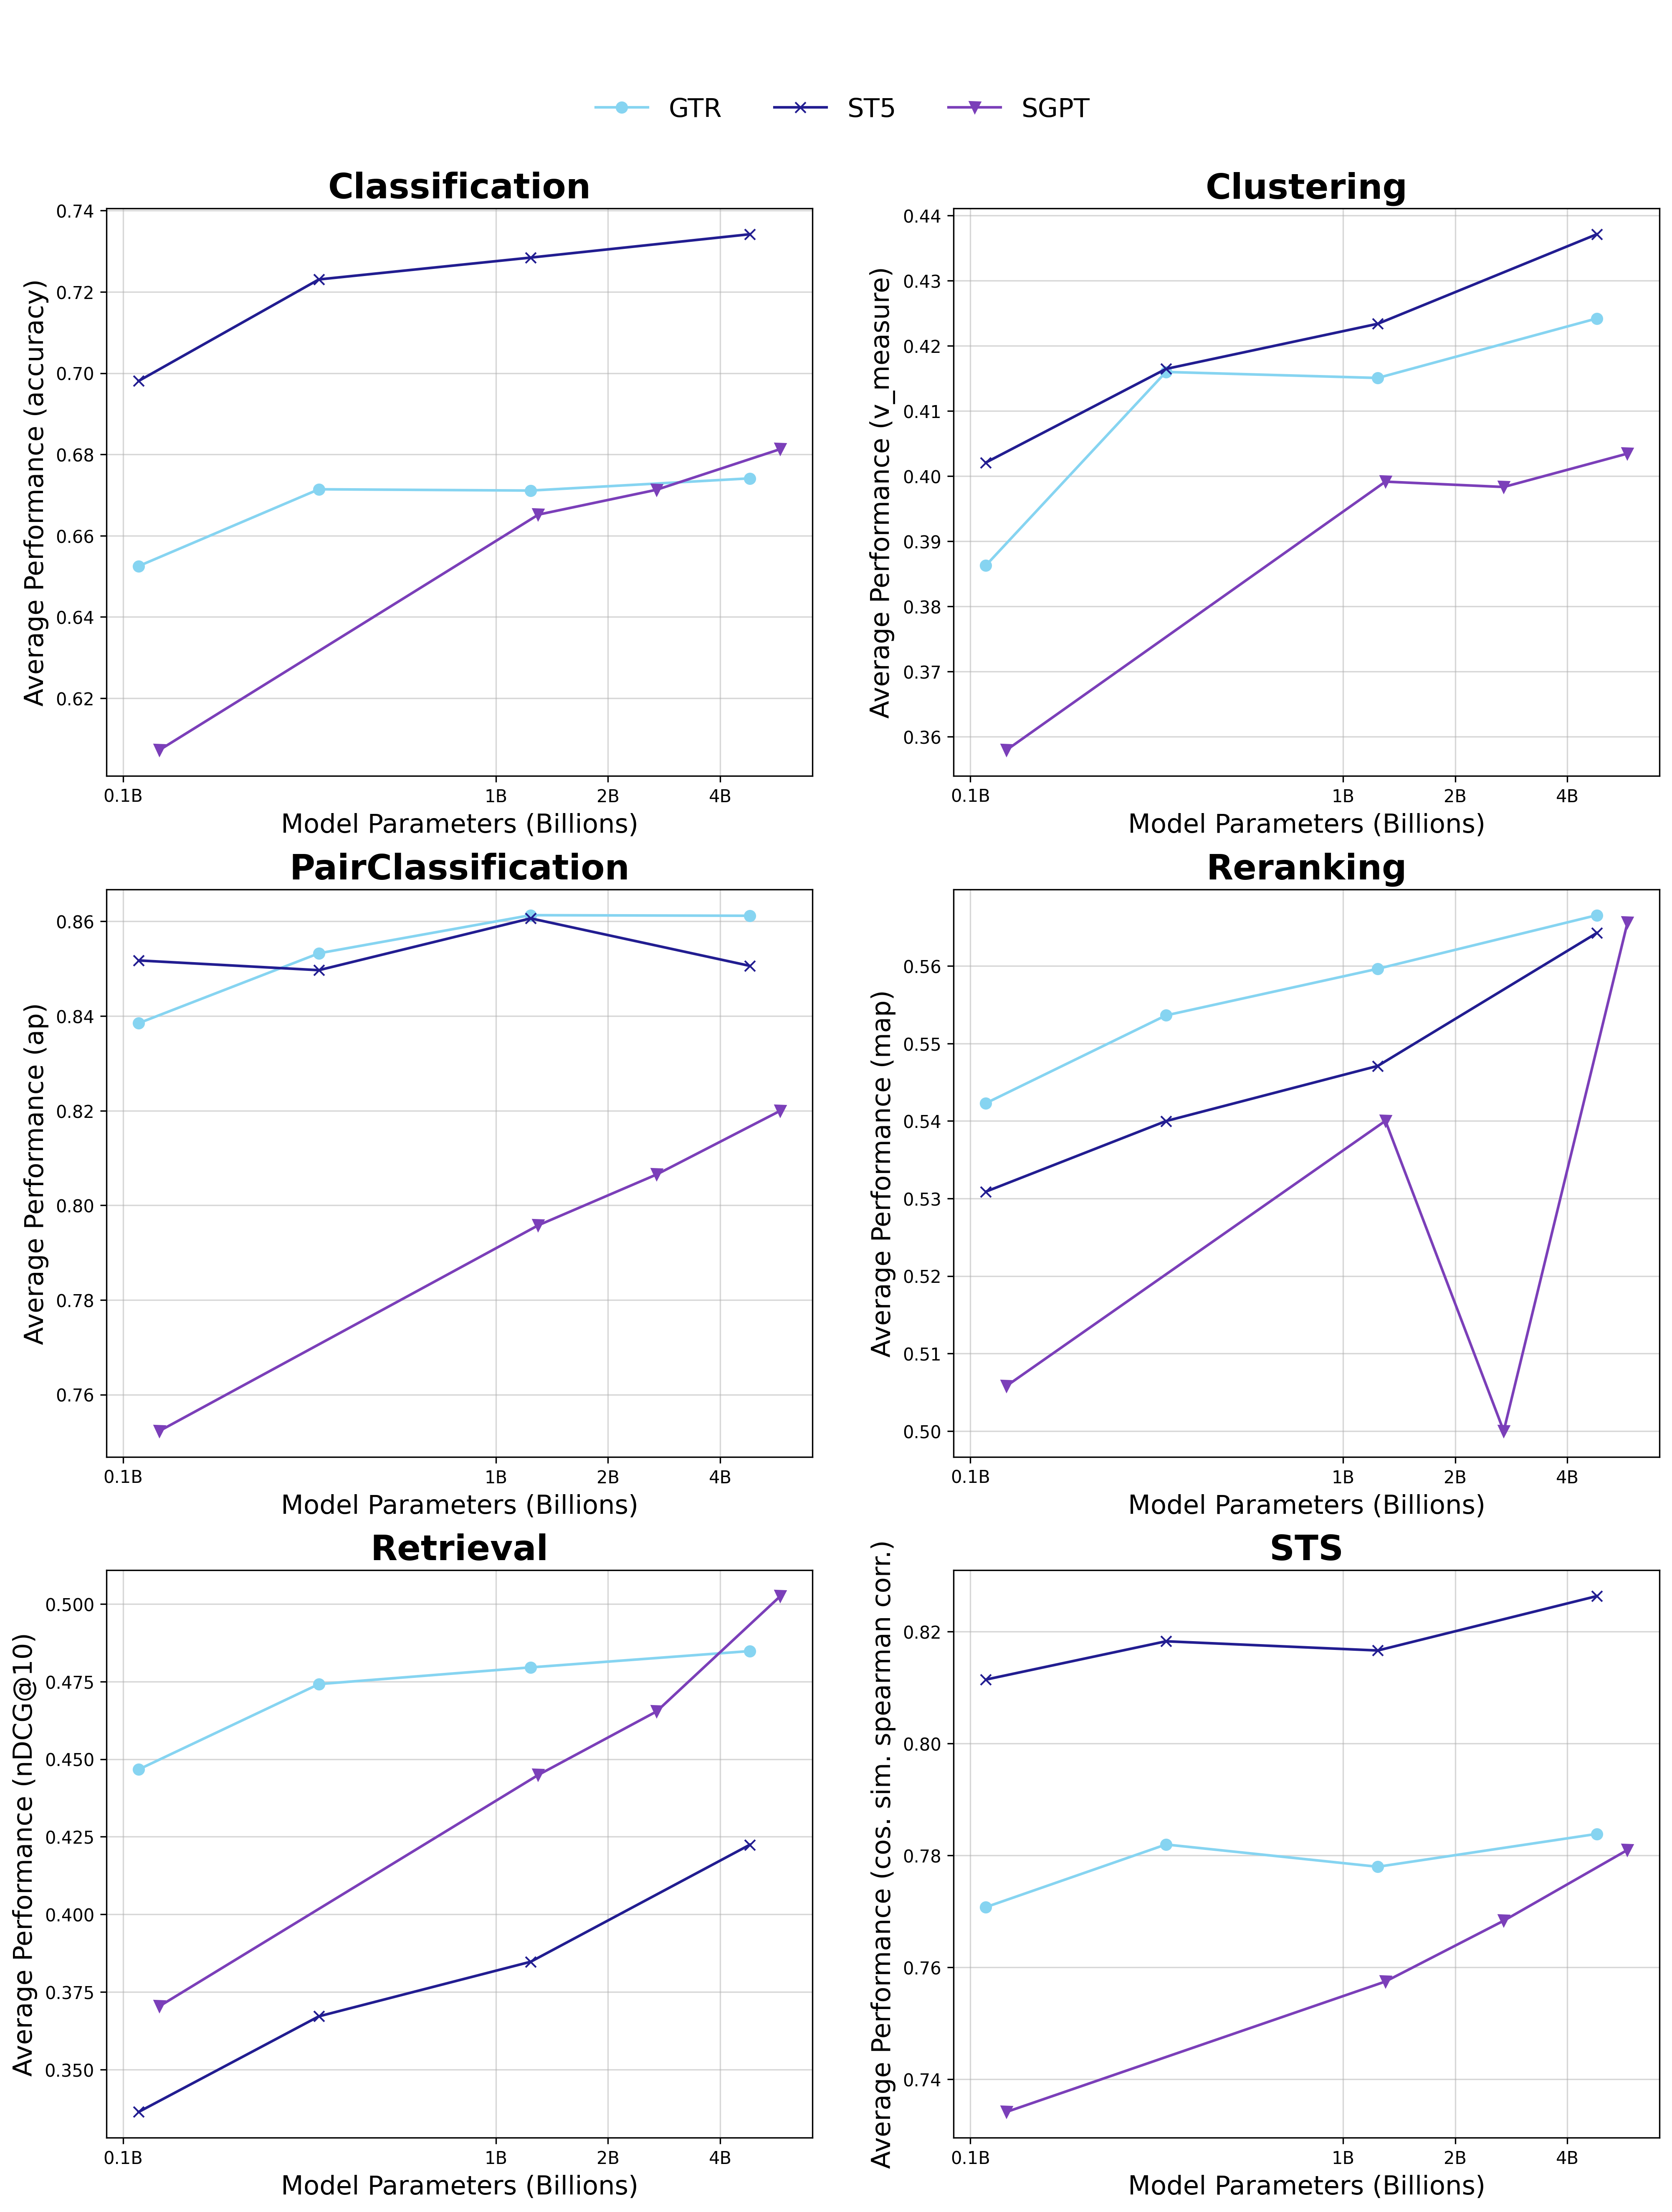 GTR ST5 SGPT
Classification
Average Performance (accuracy)
0.74
0.72
0.70
0.68
0.66
0.64
0.62
0.1B 1B 2B 4B
Model Parameters (Billions)
Clustering
Average Performance (v_measure)
0.44
0.43
0.42
0.41
0.40
0.39
0.38
0.37
0.36
0.1B 1B 2B 4B
Model Parameters (Billions)
PairClassification
Average Performance (ap)
0.86
0.84
0.82
0.80
0.78
0.76
0.1B 1B 2B 4B
Model Parameters (Billions)
Reranking
Average Performance (map)
0.56
0.55
0.54
0.53
0.52
0.51
0.50
0.1B 1B 2B 4B
Model Parameters (Billions)
Retrieval
Average Performance (nDCG@10)
0.500
0.475
0.450
0.425
0.400
0.375
0.350
0.1B 1B 2B 4B
Model Parameters (Billions)
STS
Average Performance (cos. sim. spearman corr.)
0.82
0.80
0.78
0.76
0.74
0.1B 1B 2B 4B
Model Parameters (Billions)